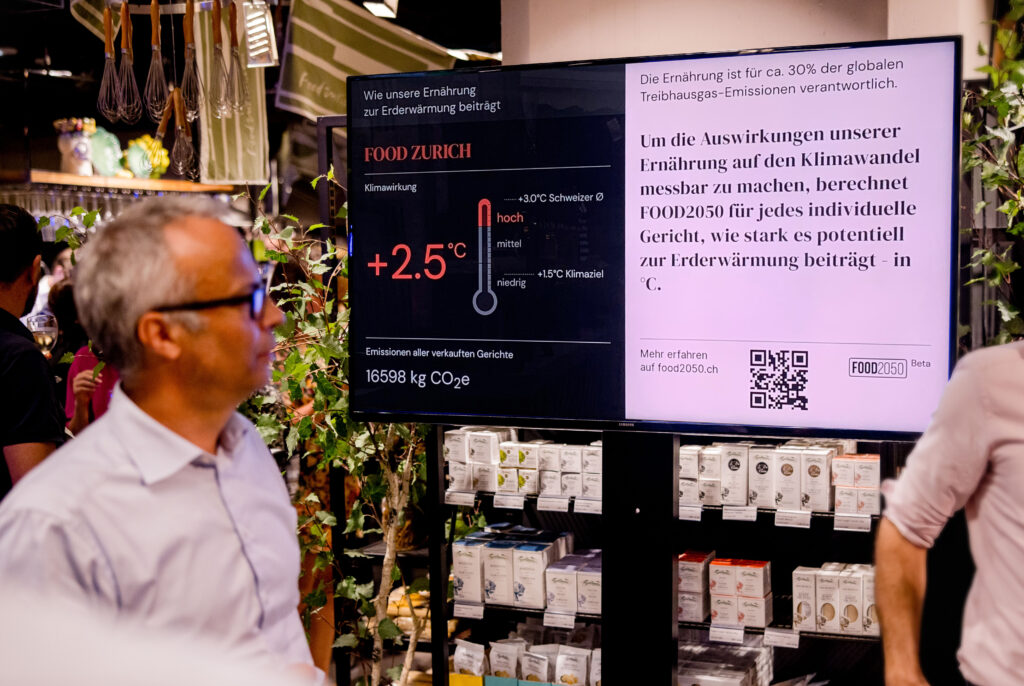 Wie unsere Ernährung
zur Erderwärmung beiträgt
FOOD ZURICH
Klimawirkung
+2.5°C
+3.0°C Schweizer Ø
hoch
mittel
+1.5°C Klimaziel
niedrig
Emissionen aller verkauften Gerichte
16598 kg CO₂e
Die Ernährung ist für ca. 30% der globalen
Treibhausgas-Emissionen verantwortlich.
Um die Auswirkungen unserer
Ernährung auf den Klimawandel
messbar zu machen, berechnet
FOOD2050 für jedes individuelle
Gericht, wie stark es potentiell
zur Erderwärmung beiträgt - in
°C.
Mehr erfahren
auf food2050.ch
FOOD2050 Beta
SAMSUNG